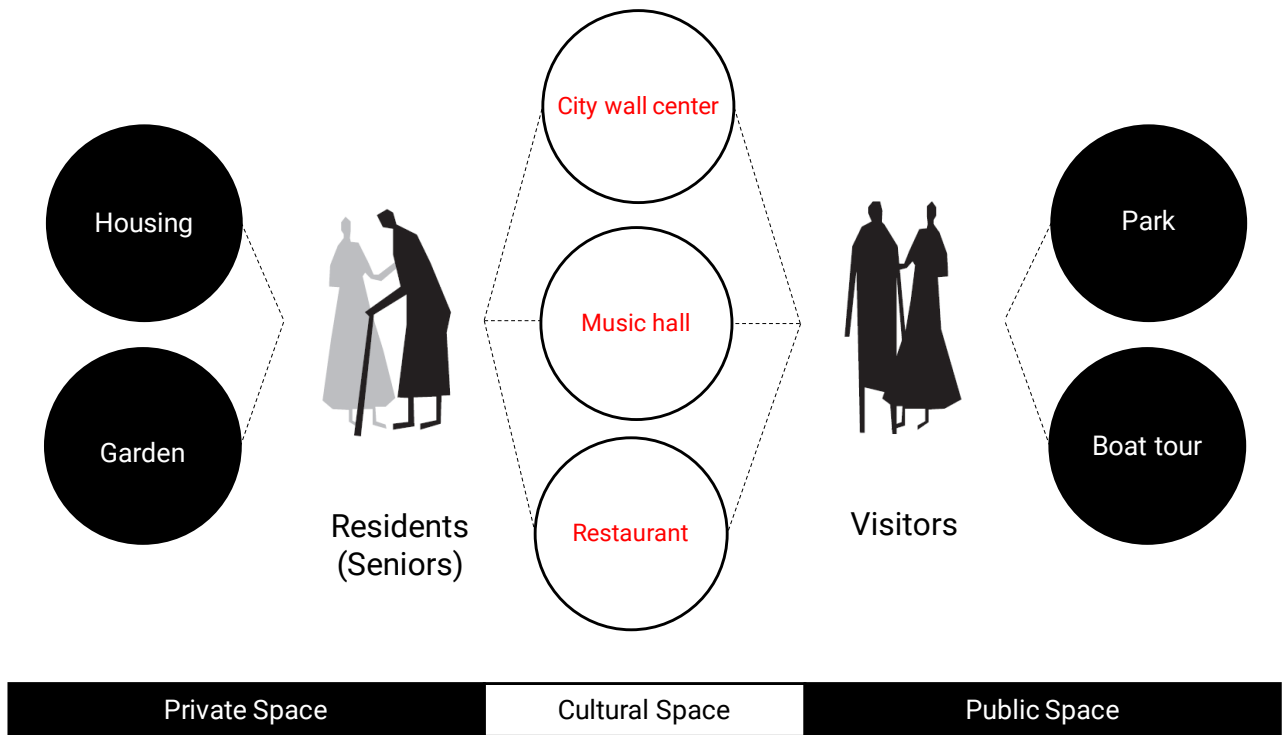 City wall center
Housing
Park
Music hall
Garden
Boat tour
Residents
(Seniors)
Restaurant
Visitors
Private Space
Cultural Space
Public Space